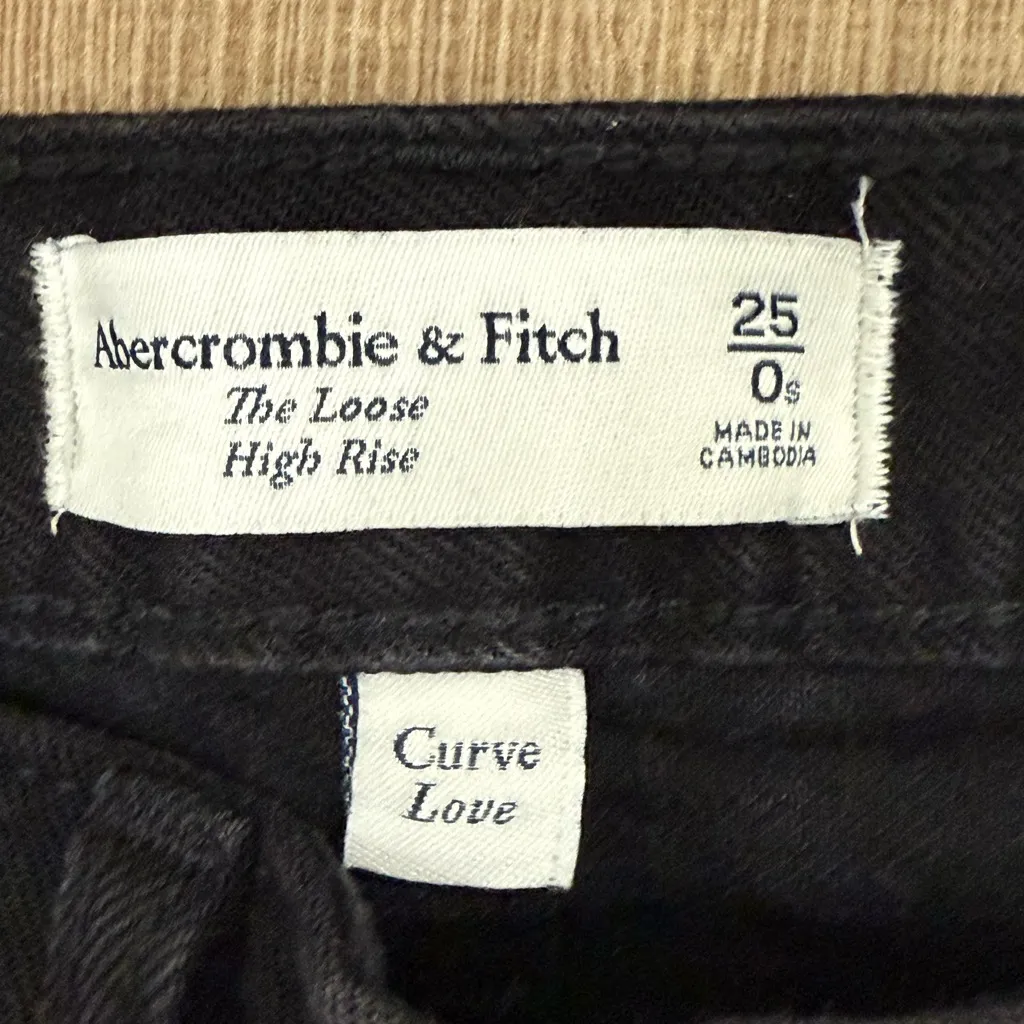 Abercrombie & Fitch
The Loose
High Rise
25
0s
MADE IN
CAMBODIA
Curve
Love